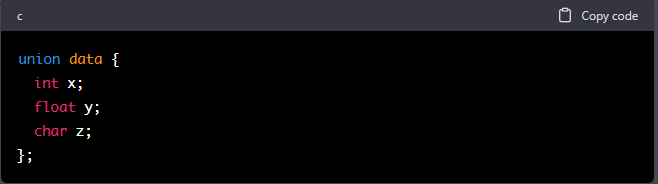 c Copy code
union data {
  int x;
  float y;
  char z;
};